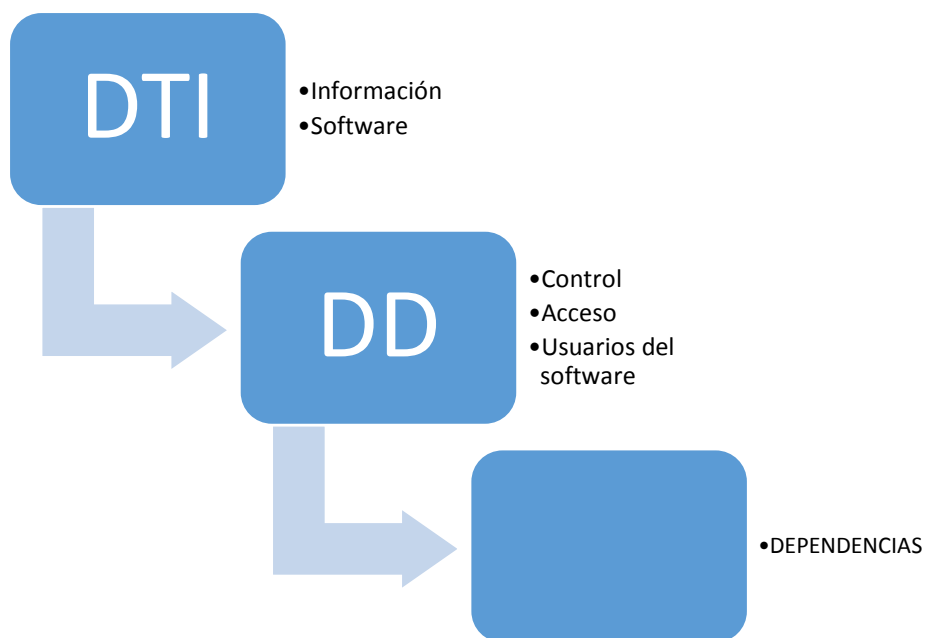 DTI
•Información
•Software
DD
•Control
•Acceso
•Usuarios del
software
•DEPENDENCIAS